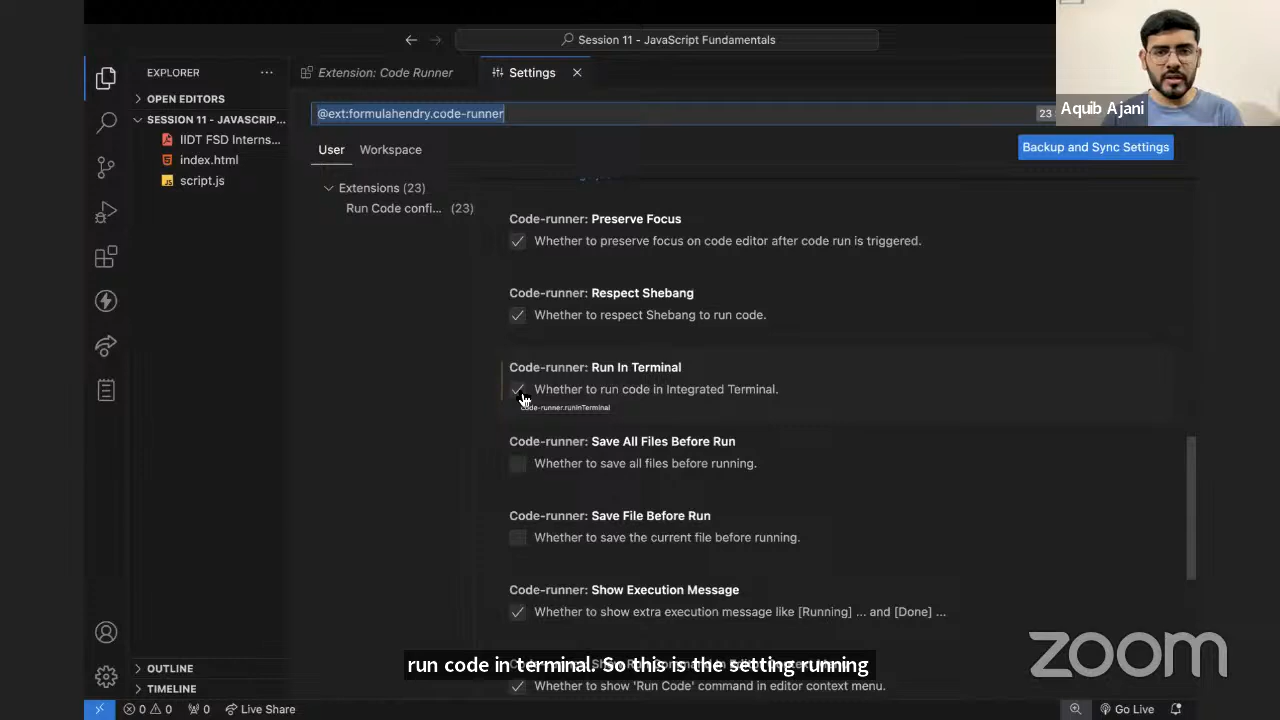 Session 11 - JavaScript Fundamentals
Aquib Ajani
EXPLORER
Extension: Code Runner
Settings
OPEN EDITORS
SESSION 11 - JAVASCRIP...
IIDT FSD Interns...
index.html
script.js
@ext:formulahendry.code-runner
23
User
Workspace
Backup and Sync Settings
Extensions (23)
Run Code confi... (23)
Code-runner: Preserve Focus
Whether to preserve focus on code editor after code run is triggered.
Code-runner: Respect Shebang
Whether to respect Shebang to run code.
Code-runner: Run In Terminal
Whether to run code in Integrated Terminal.
code-runner.runInTerminal
Code-runner: Save All Files Before Run
Whether to save all files before running.
Code-runner: Save File Before Run
Whether to save the current file before running.
Code-runner: Show Execution Message
Whether to show extra execution message like [Running] ... and [Done] ...
run code in terminal. So this is the setting running
Whether to show 'Run Code' command in editor context menu.
zoom
OUTLINE
TIMELINE
0 0 0 Live Share
Go Live